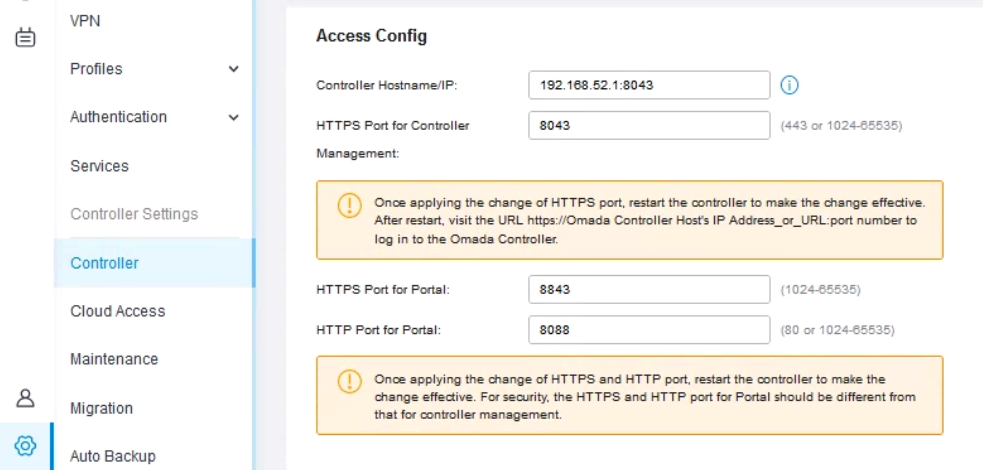 VPN
Profiles
Authentication
Services
Controller Settings
Controller
Cloud Access
Maintenance
Migration
Auto Backup
Access Config
Controller Hostname/IP:
192.168.52.1:8043
HTTPS Port for Controller
Management:
8043
(443 or 1024-65535)
Once applying the change of HTTPS port, restart the controller to make the change effective.
After restart, visit the URL https://Omada Controller Host's IP Address_or_URL:port number to
log in to the Omada Controller.
HTTPS Port for Portal:
8843
(1024-65535)
HTTP Port for Portal:
8088
(80 or 1024-65535)
Once applying the change of HTTPS and HTTP port, restart the controller to make the
change effective. For security, the HTTPS and HTTP port for Portal should be different from
that for controller management.